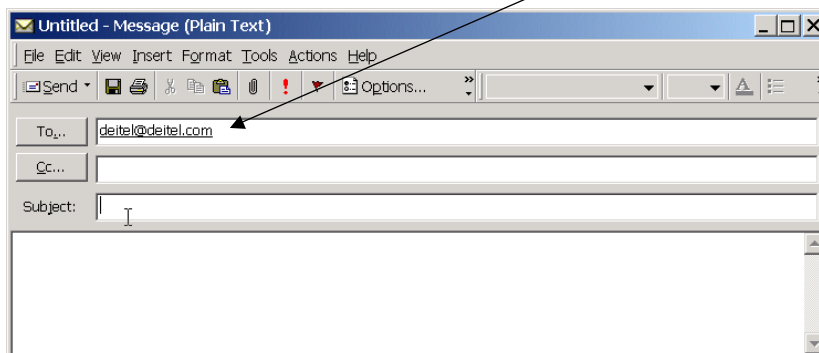 Untitled - Message (Plain Text)
File Edit View Insert Format Tools Actions Help
Send Options...
To... deitel@deitel.com
Cc...
Subject: